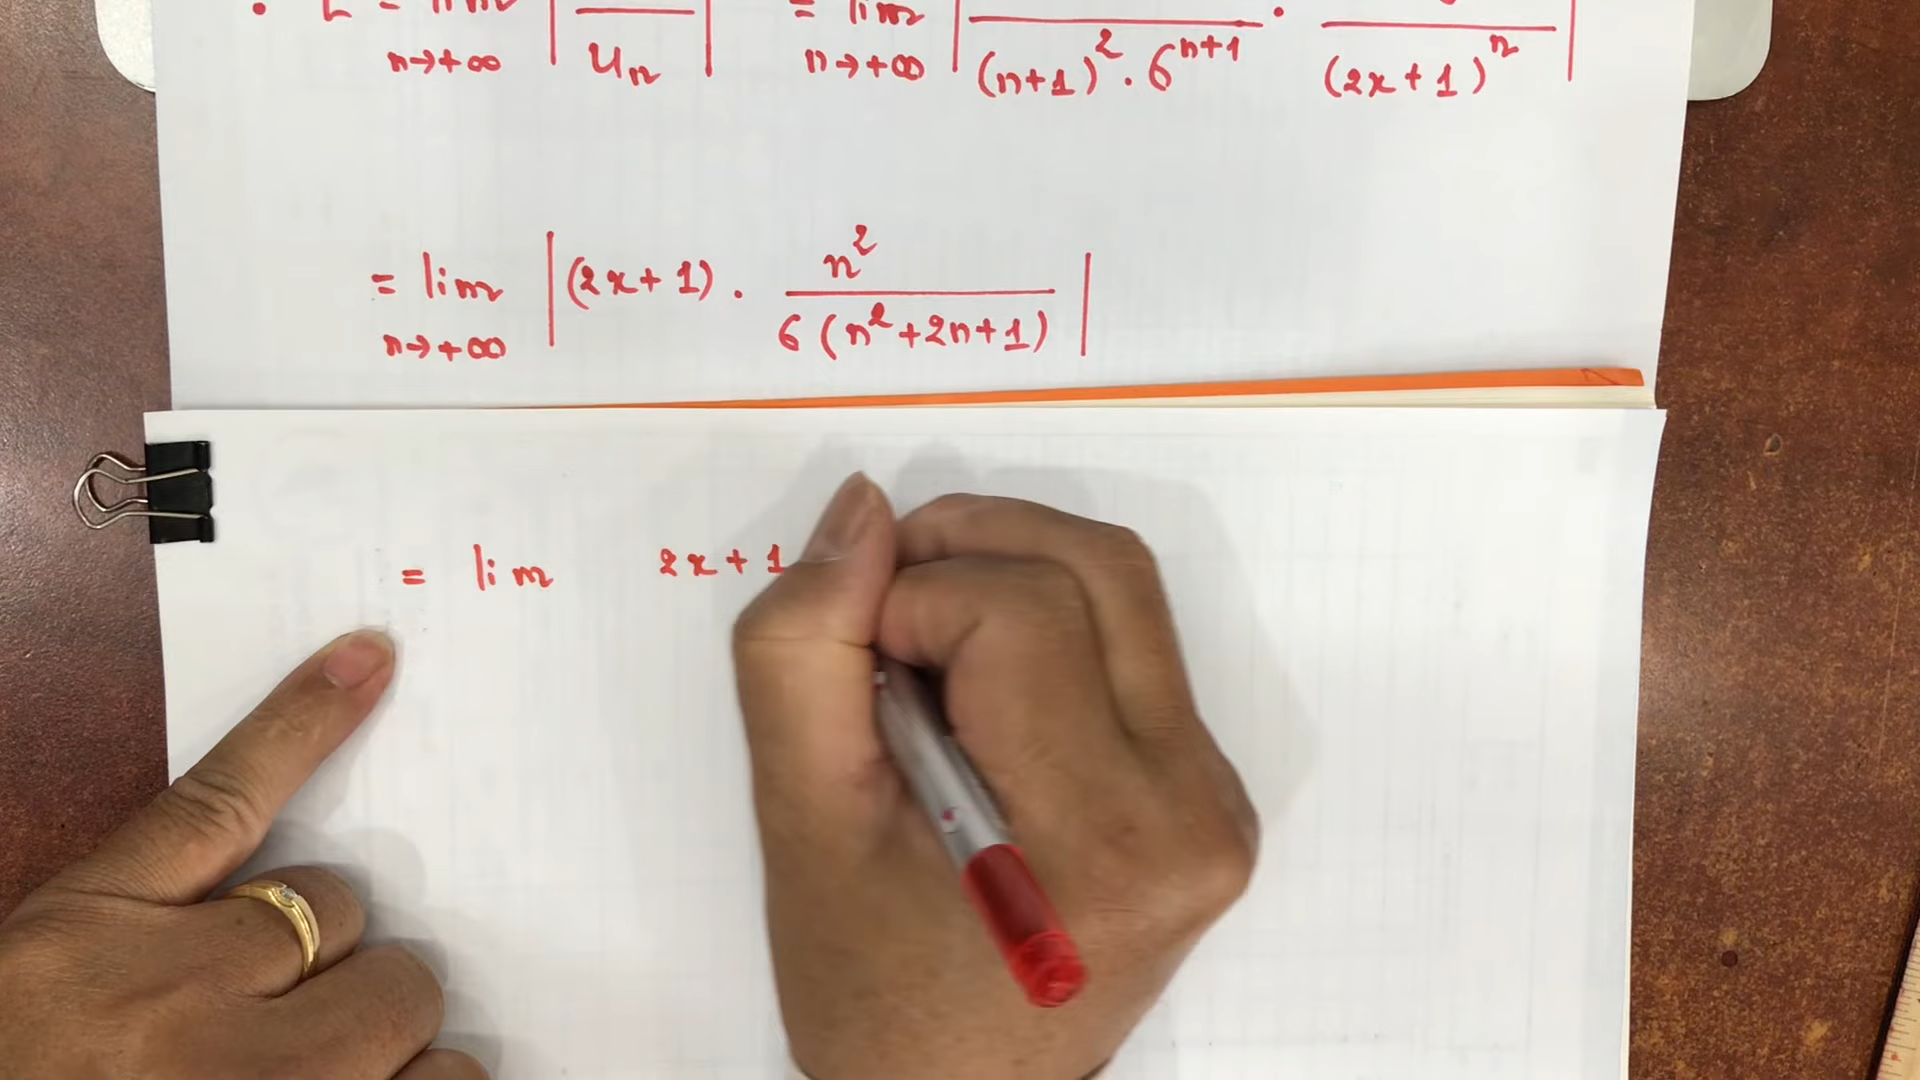 L = lim | / uₙ | = lim | / (n+1)² . 6ⁿ⁺¹ . / (2x+1)ⁿ |
n→+∞ n→+∞
= lim | (2x+1) . n² / 6(n²+2n+1) |
n→+∞
= lim 2x+1